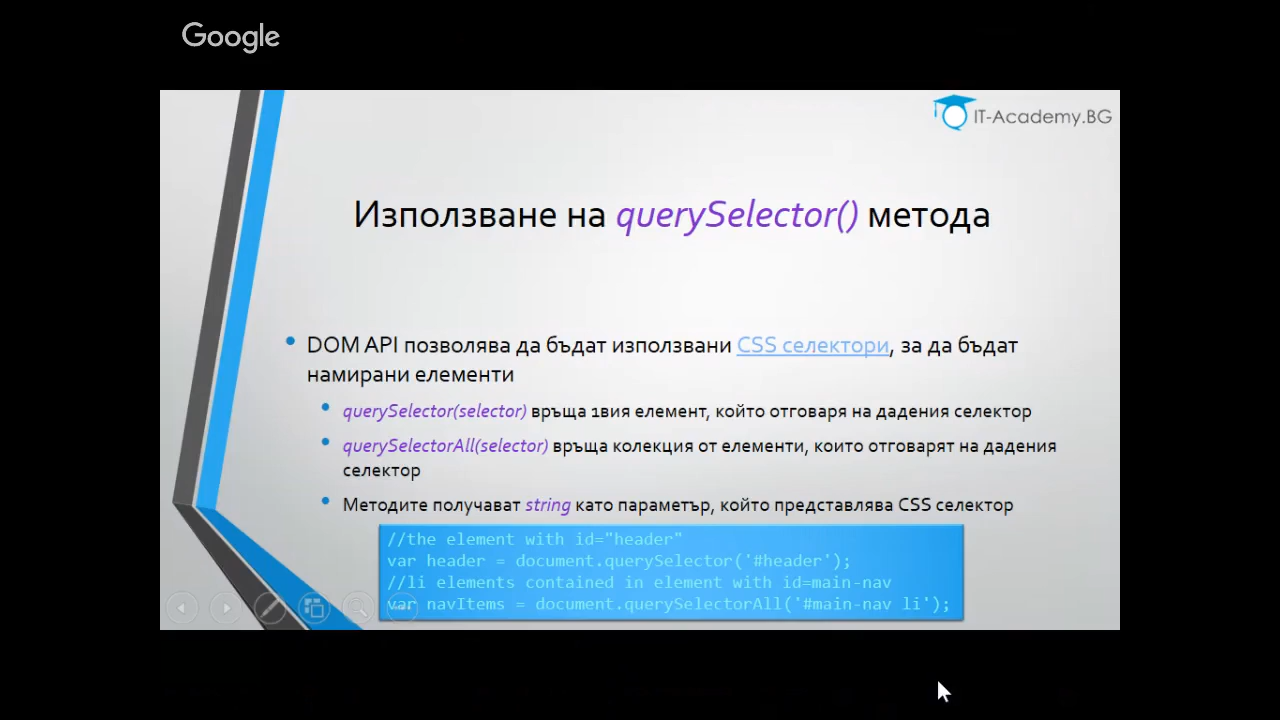 Google
IT-Academy.BG
Използване на querySelector() метода
DOM API позволява да бъдат използвани CSS селектори, за да бъдат
намирани елементи
querySelector(selector) връща 1вия елемент, който отговаря на дадения селектор
querySelectorAll(selector) връща колекция от елементи, които отговарят на дадения
селектор
Методите получават string като параметър, който представлява CSS селектор
//the element with id="header"
var header = document.querySelector('#header');
//li elements contained in element with id=main-nav
var navItems = document.querySelectorAll('#main-nav li');